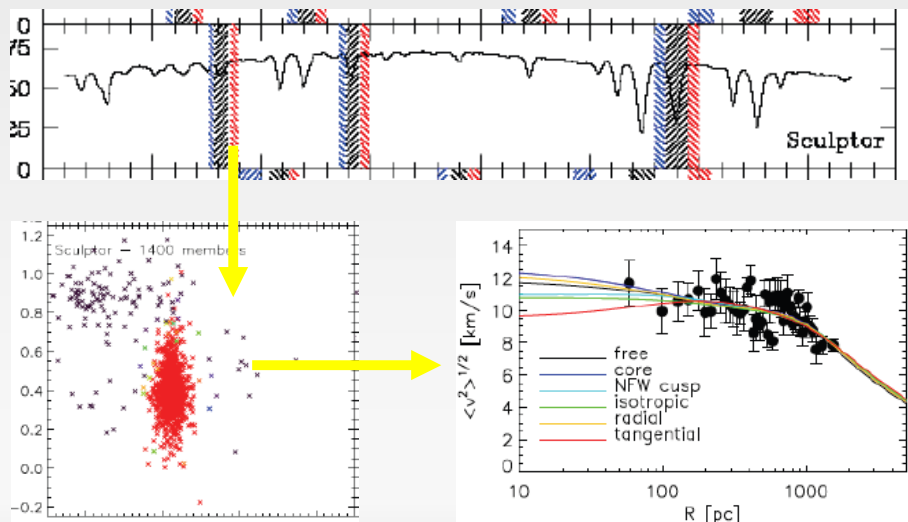 0
75
50
25
0
Sculptor
1.2
Sculptor — 1400 members
1.0
0.8
0.6
0.4
0.2
0.0
-0.2
<v²>^1/2 [km/s]
14
12
10
8
6
4
2
0
free
core
NFW cusp
isotropic
radial
tangential
10 100 1000
R [pc]